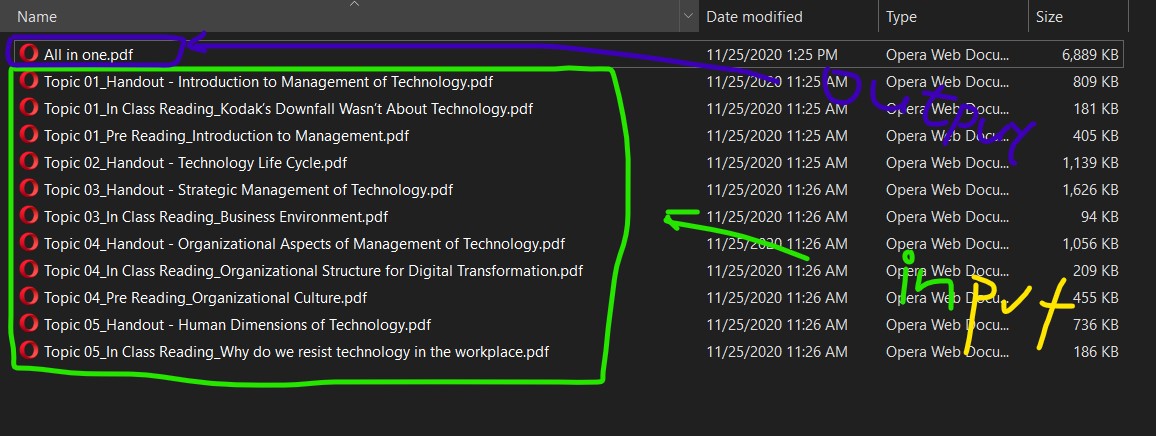 Name Date modified Type Size
All in one.pdf 11/25/2020 1:25 PM Opera Web Docu... 6,889 KB
Topic 01_Handout - Introduction to Management of Technology.pdf 11/25/2020 11:25 AM Opera Web Docu... 809 KB
Topic 01_In Class Reading_Kodak's Downfall Wasn't About Technology.pdf 11/25/2020 11:25 AM Opera Web Docu... 181 KB
Topic 01_Pre Reading_Introduction to Management.pdf 11/25/2020 11:25 AM Opera Web Docu... 405 KB
Topic 02_Handout - Technology Life Cycle.pdf 11/25/2020 11:25 AM Opera Web Docu... 1,139 KB
Topic 03_Handout - Strategic Management of Technology.pdf 11/25/2020 11:26 AM Opera Web Docu... 1,626 KB
Topic 03_In Class Reading_Business Environment.pdf 11/25/2020 11:26 AM Opera Web Docu... 94 KB
Topic 04_Handout - Organizational Aspects of Management of Technology.pdf 11/25/2020 11:26 AM Opera Web Docu... 1,056 KB
Topic 04_In Class Reading_Organizational Structure for Digital Transformation.pdf 11/25/2020 11:26 AM Opera Web Docu... 209 KB
Topic 04_Pre Reading_Organizational Culture.pdf 11/25/2020 11:26 AM Opera Web Docu... 455 KB
Topic 05_Handout - Human Dimensions of Technology.pdf 11/25/2020 11:26 AM Opera Web Docu... 736 KB
Topic 05_In Class Reading_Why do we resist technology in the workplace.pdf 11/25/2020 11:26 AM Opera Web Docu... 186 KB
input